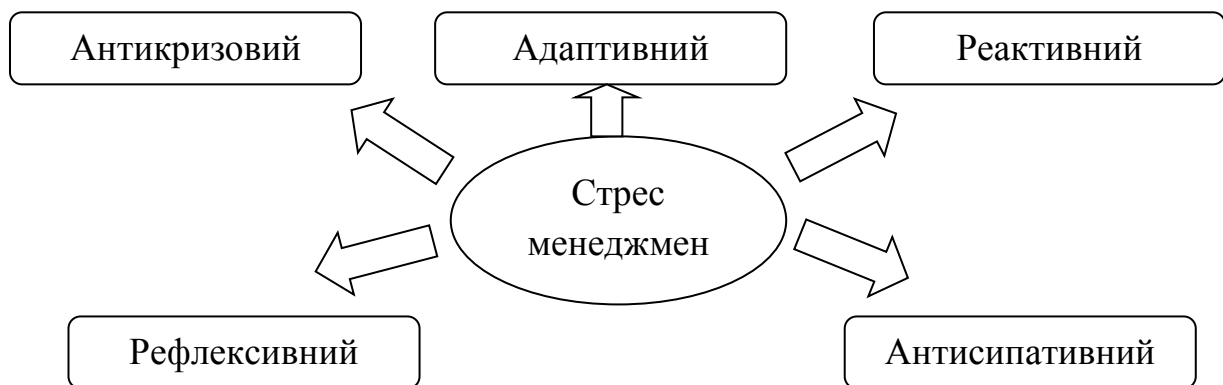 Антикризовий
Адаптивний
Реактивний
Стрес
менеджмен
Рефлексивний
Антисипативний